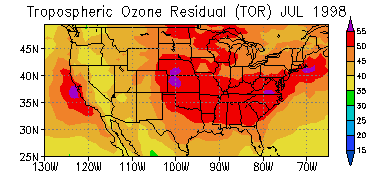 Tropospheric Ozone Residual (TOR) JUL 1998
45N
40N
35N
30N
25N
130W 120W 110W 100W 90W 80W 70W
55
50
45
40
35
30
25
20
15